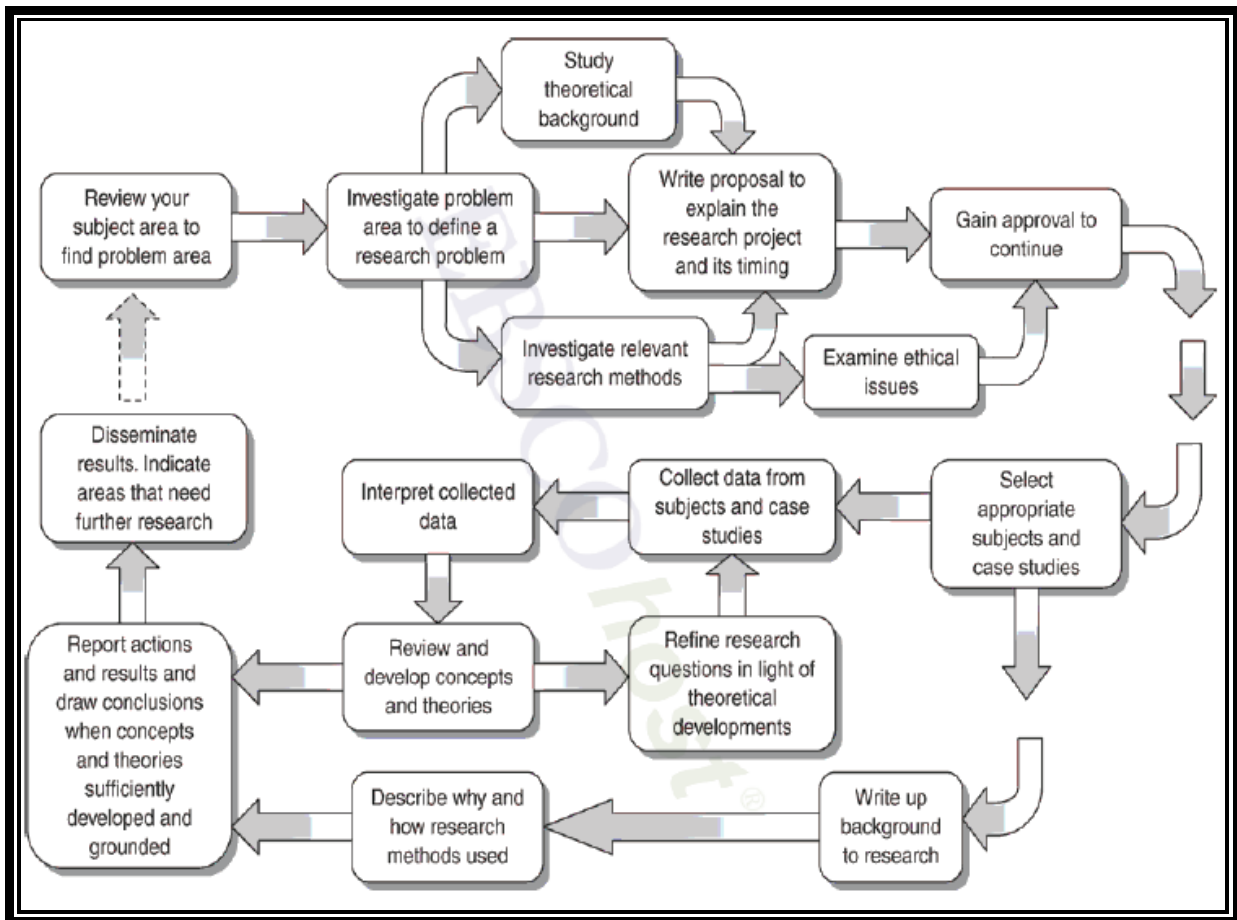 Study
theoretical
background
Review your
subject area to
find problem area
Investigate problem
area to define a
research problem
Write proposal to
explain the
research project
and its timing
Gain approval to
continue
Investigate relevant
research methods
Examine ethical
issues
Disseminate
results. Indicate
areas that need
further research
Interpret collected
data
Collect data from
subjects and case
studies
Select
appropriate
subjects and
case studies
Report actions
and results and
draw conclusions
when concepts
and theories
sufficiently
developed and
grounded
Review and
develop concepts
and theories
Refine research
questions in light of
theoretical
developments
Describe why and
how research
methods used
Write up
background
to research
EBSCOhost®